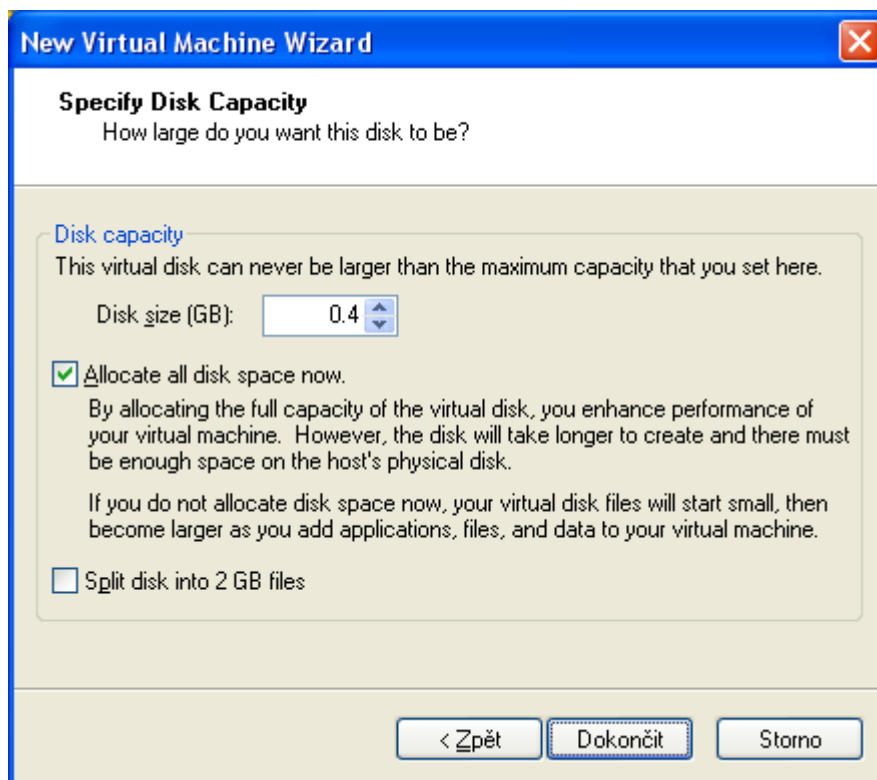 New Virtual Machine Wizard
Specify Disk Capacity
How large do you want this disk to be?
Disk capacity
This virtual disk can never be larger than the maximum capacity that you set here.
Disk size (GB): 0.4
Allocate all disk space now.
By allocating the full capacity of the virtual disk, you enhance performance of
your virtual machine. However, the disk will take longer to create and there must
be enough space on the host's physical disk.
If you do not allocate disk space now, your virtual disk files will start small, then
become larger as you add applications, files, and data to your virtual machine.
Split disk into 2 GB files
< Zpět Dokončit Storno